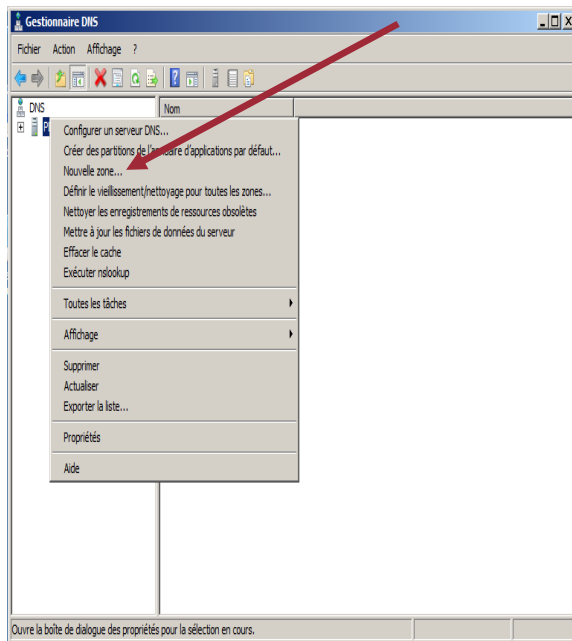 Gestionnaire DNS
Fichier Action Affichage ?
DNS
Nom
Configurer un serveur DNS...
Créer des partitions de l'annuaire d'applications par défaut...
Nouvelle zone...
Définir le vieillissement/nettoyage pour toutes les zones...
Nettoyer les enregistrements de ressources obsolètes
Mettre à jour les fichiers de données du serveur
Effacer le cache
Exécuter nslookup
Toutes les tâches
Affichage
Supprimer
Actualiser
Exporter la liste...
Propriétés
Aide
Ouvre la boîte de dialogue des propriétés pour la sélection en cours.